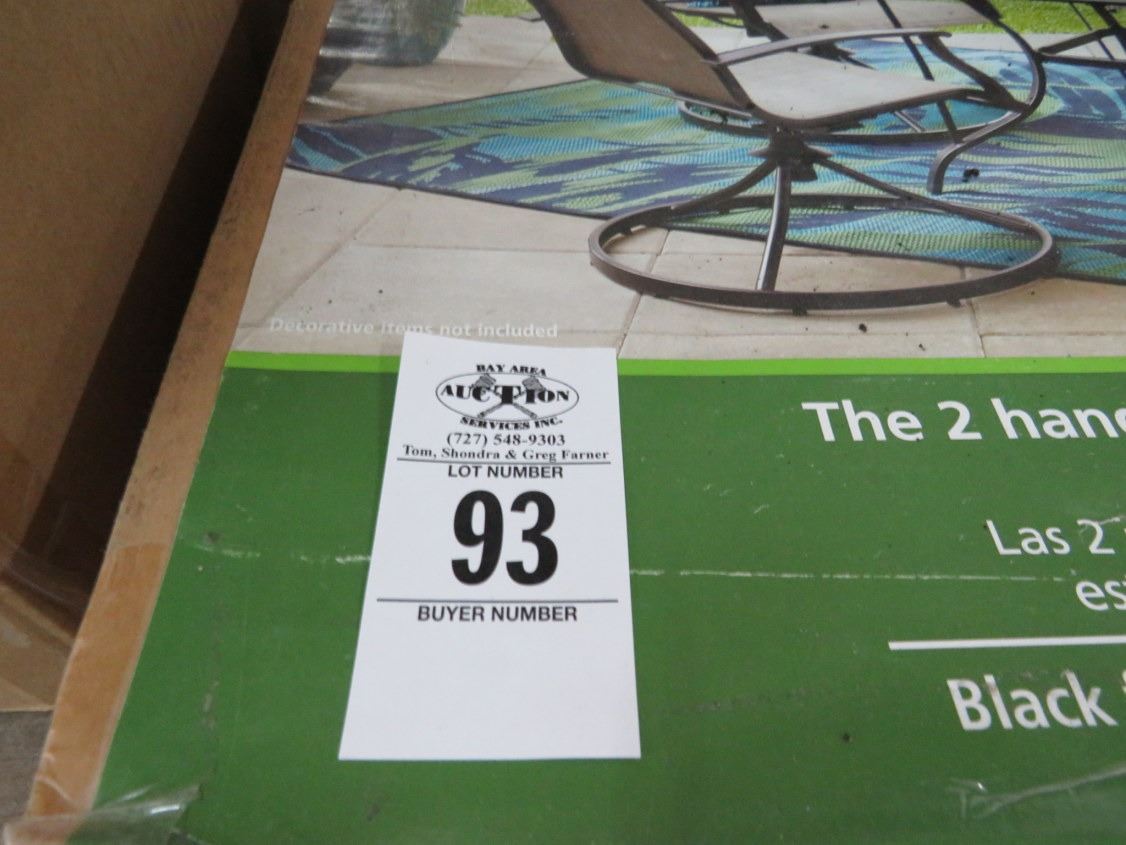 Decorative items not included
BAY AREA
AUCTION
SERVICES INC.
(727) 548-9303
Tom, Shondra & Greg Farner
LOT NUMBER
93
BUYER NUMBER
The 2 hand
Las 2
es
Black